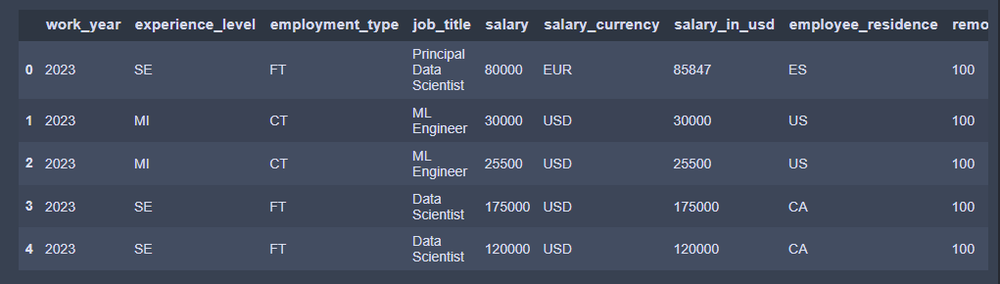 work_year experience_level employment_type job_title salary salary_currency salary_in_usd employee_residence remo
0 2023 SE FT Principal Data Scientist 80000 EUR 85847 ES 100
1 2023 MI CT ML Engineer 30000 USD 30000 US 100
2 2023 MI CT ML Engineer 25500 USD 25500 US 100
3 2023 SE FT Data Scientist 175000 USD 175000 CA 100
4 2023 SE FT Data Scientist 120000 USD 120000 CA 100